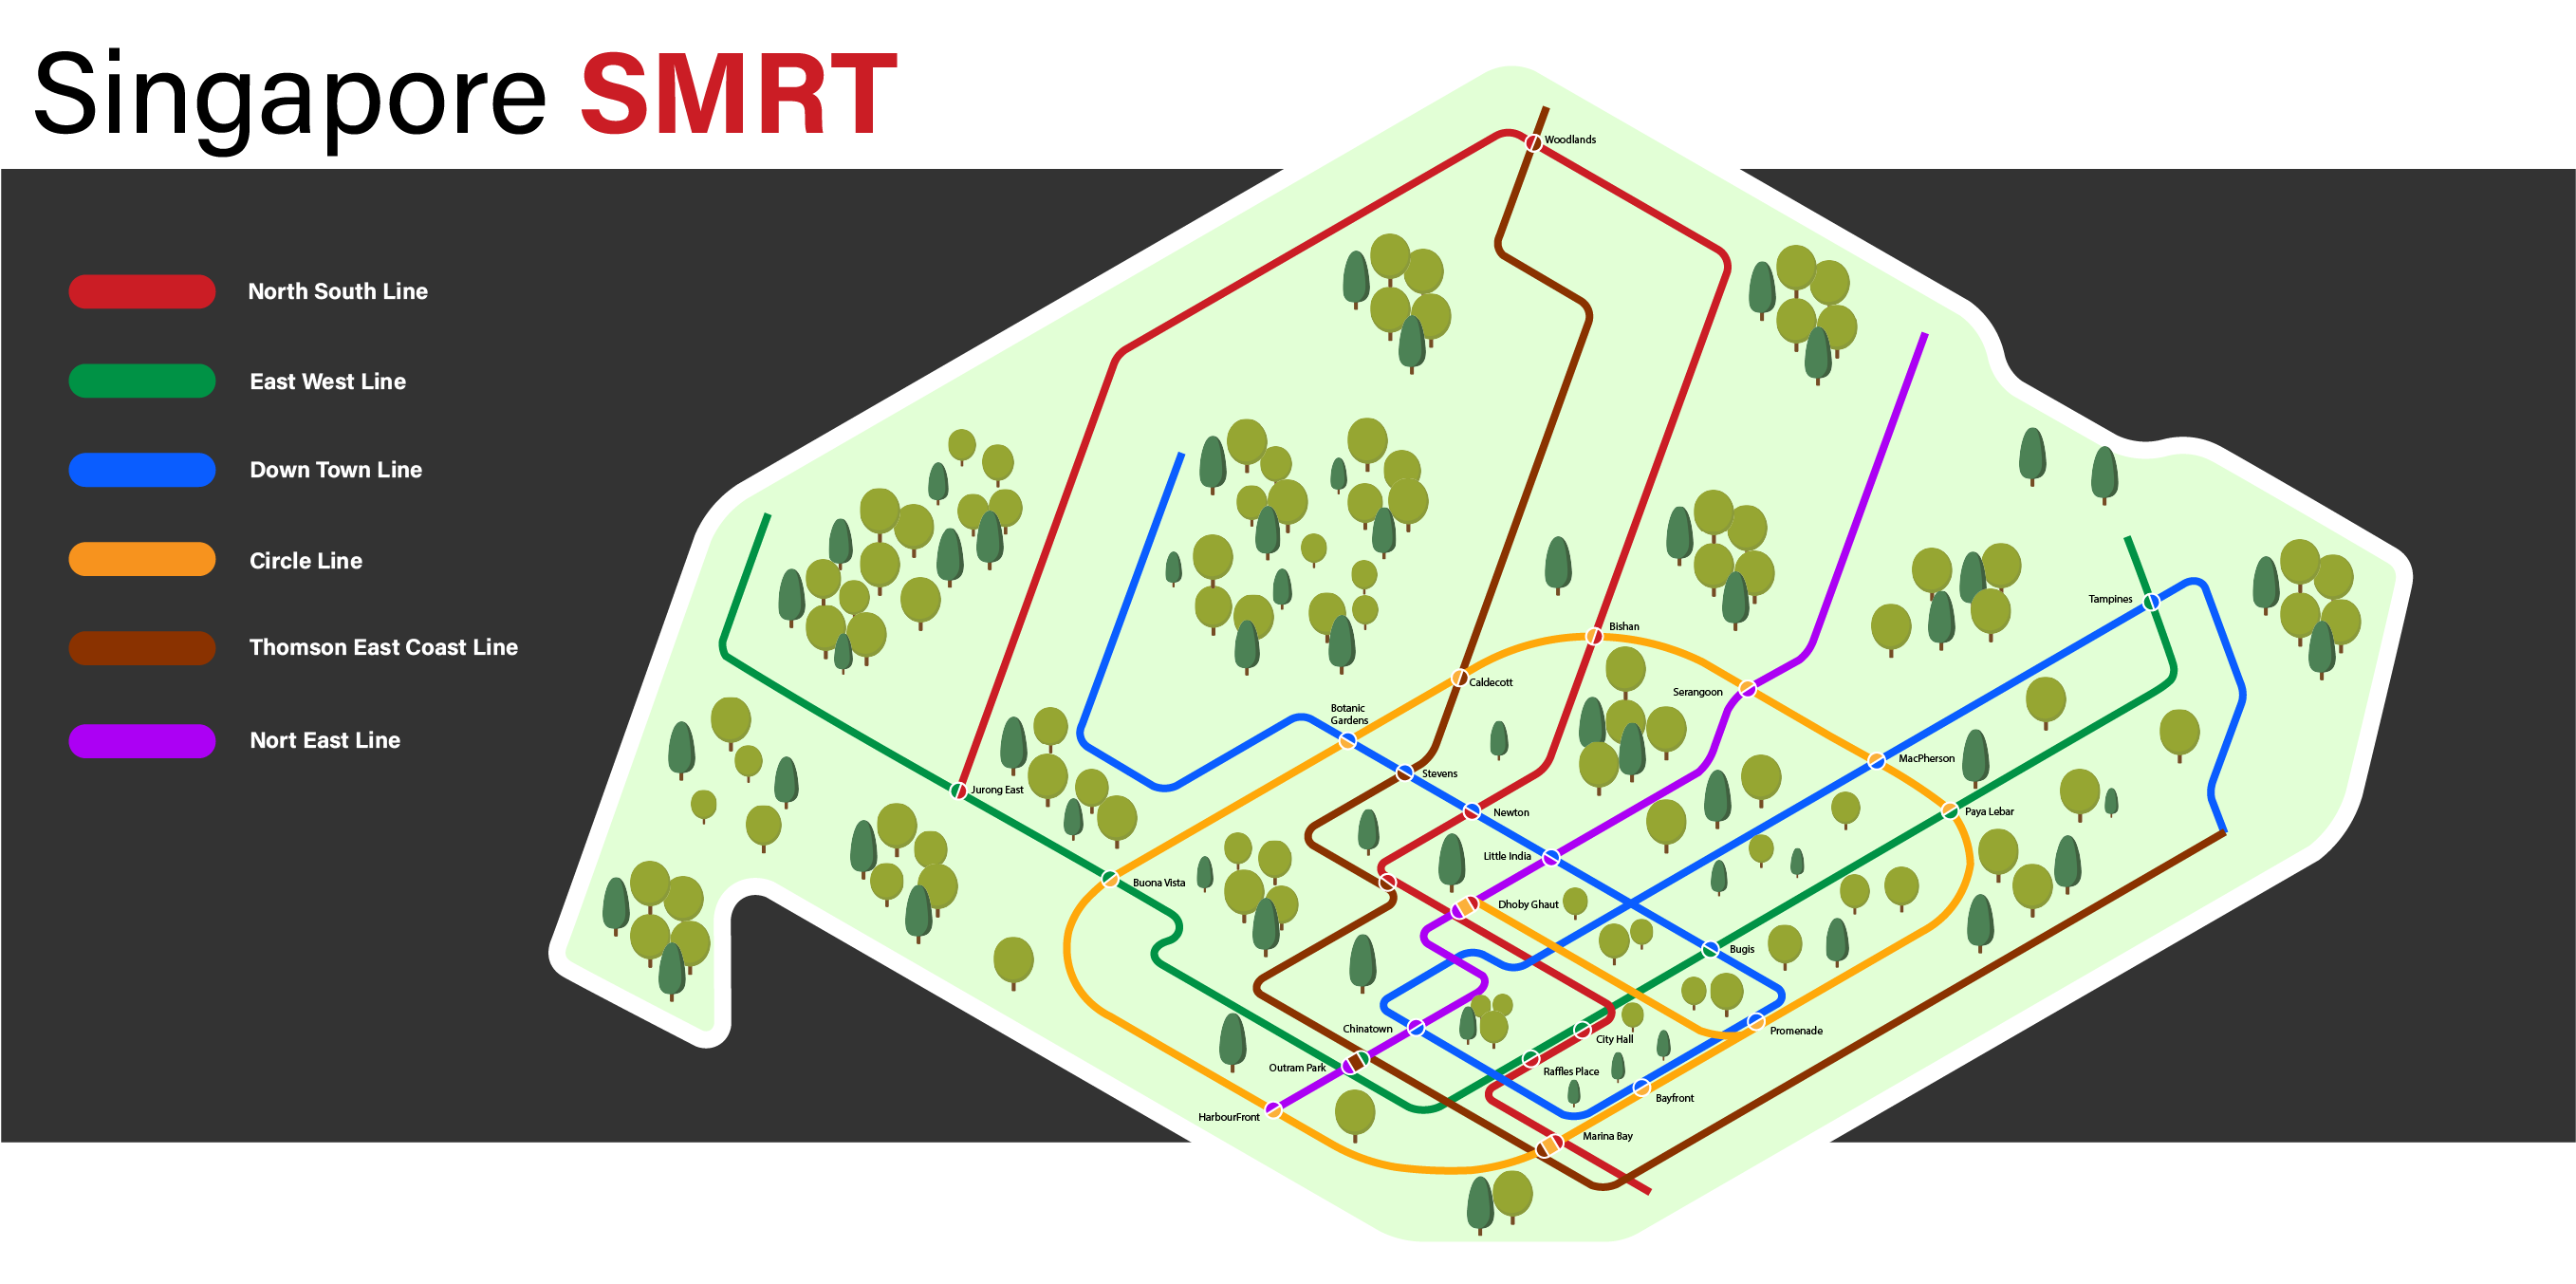 Singapore SMRT
North South Line
East West Line
Down Town Line
Circle Line
Thomson East Coast Line
Nort East Line
Woodlands
Bishan
Tampines
Caldecott
Serangoon
Botanic
Gardens
MacPherson
Stevens
Jurong East
Newton
Paya Lebar
Little India
Buona Vista
Dhoby Ghaut
Bugis
Chinatown
Promenade
City Hall
Outram Park
Raffles Place
Bayfront
HarbourFront
Marina Bay